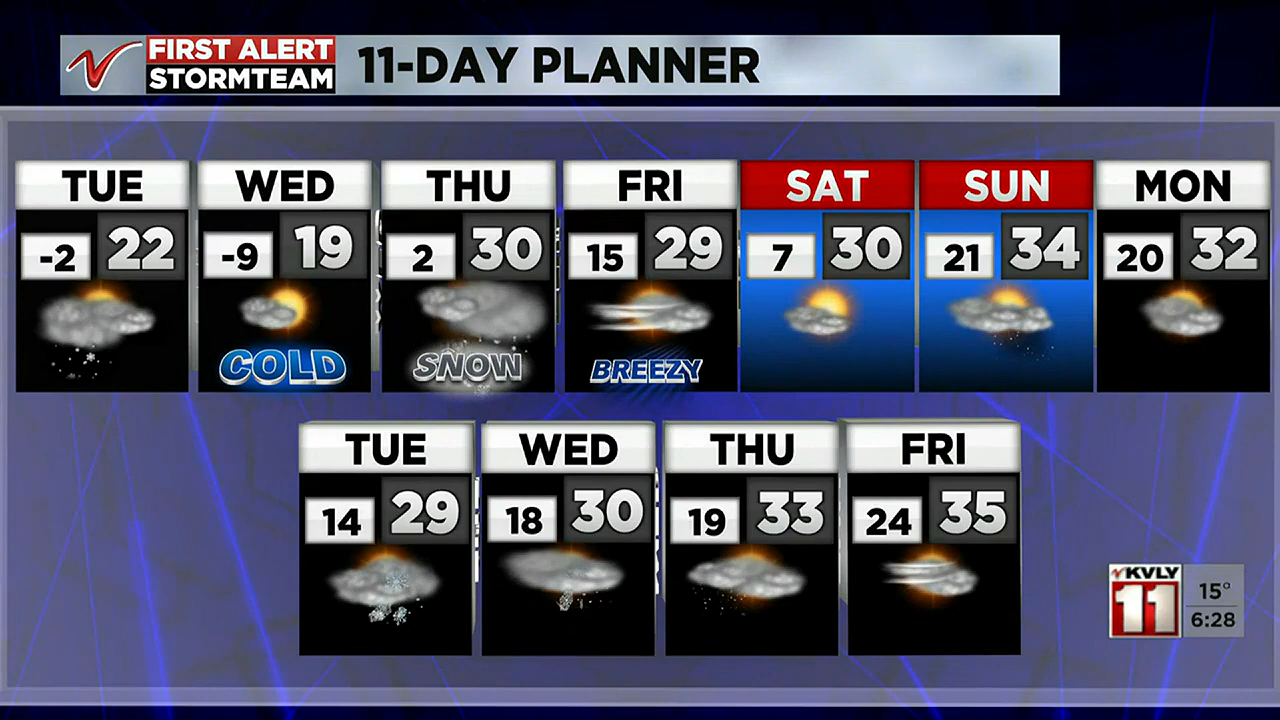 FIRST ALERT
STORMTEAM
11-DAY PLANNER
TUE WED THU FRI SAT SUN MON
-2 22 -9 19 2 30 15 29 7 30 21 34 20 32
COLD SNOW BREEZY
TUE WED THU FRI
14 29 18 30 19 33 24 35
KVLY
11
15°
6:28